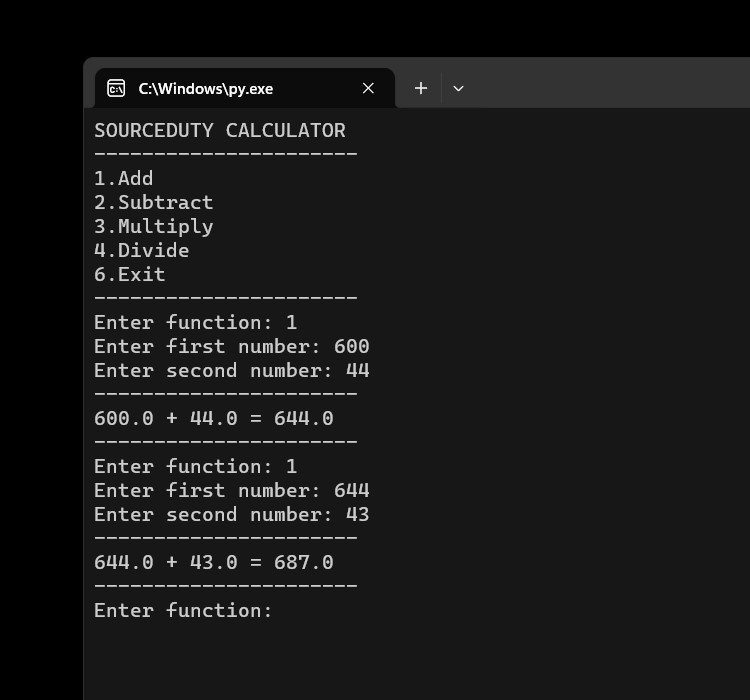 C:\Windows\py.exe
SOURCEDUTY CALCULATOR
----------------------
1.Add
2.Subtract
3.Multiply
4.Divide
6.Exit
----------------------
Enter function: 1
Enter first number: 600
Enter second number: 44
----------------------
600.0 + 44.0 = 644.0
----------------------
Enter function: 1
Enter first number: 644
Enter second number: 43
----------------------
644.0 + 43.0 = 687.0
----------------------
Enter function: